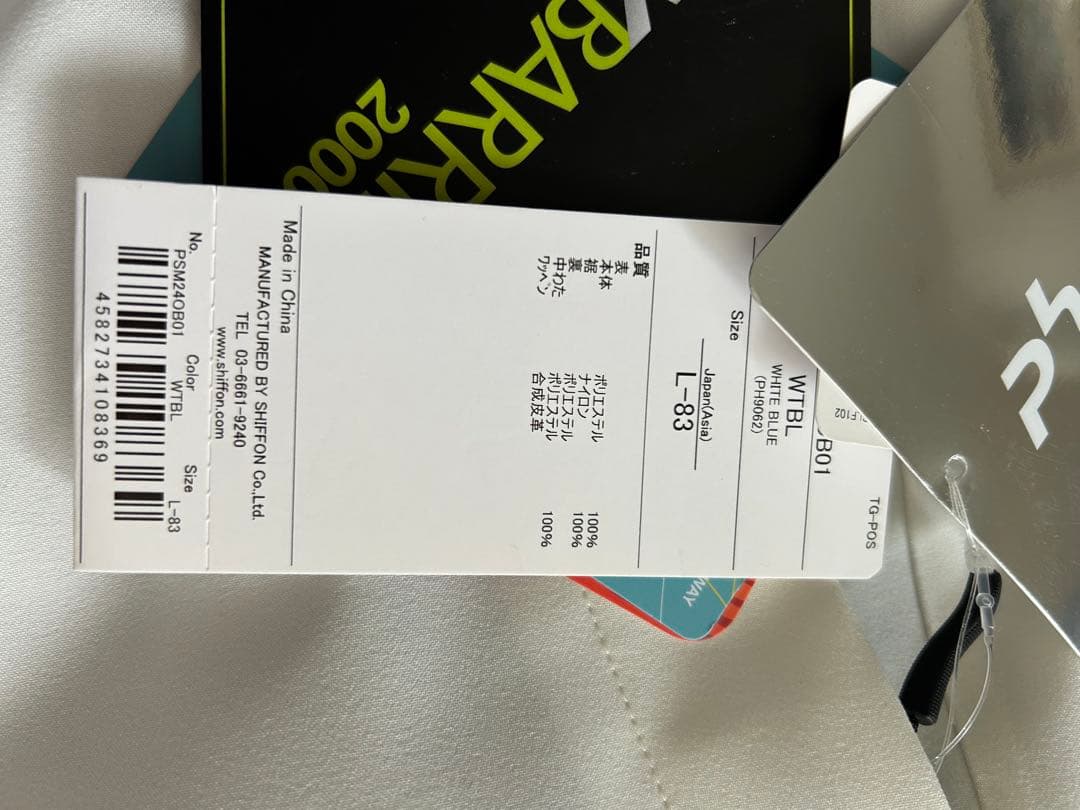 BARR
2000
TG-POS
B01
WTBL
WHITE BLUE
(PH9062)
Size
Japan(Asia)
L-83
品質
表
本体 ポリエステル 100%
裾 ナイロン 100%
裏 ポリエステル
中わた ポリエステル 100%
ワッペン 合成皮革
Made in China
MANUFACTURED BY SHIFFON Co.,Ltd.
TEL 03-6661-9240
www.shiffon.com
No. Color Size
PSM24OB01 WTBL L-83
4582734108369
WAY